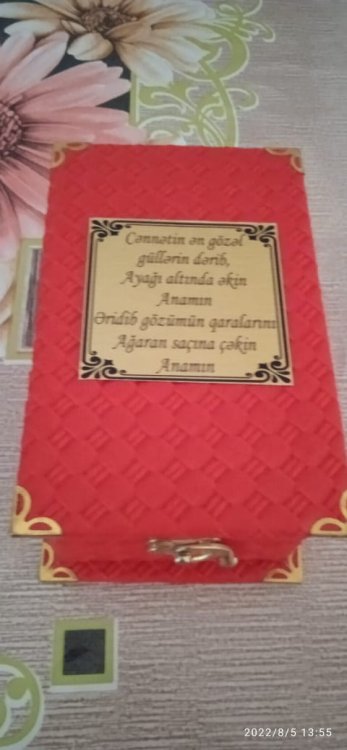 Cənnətin ən gözəl
güllərin dərib,
Ayağı altında əkin
Anamın
Əridib gözümün qaralarını
Ağaran saçına çəkin
Anamın
2022/8/5 13:55